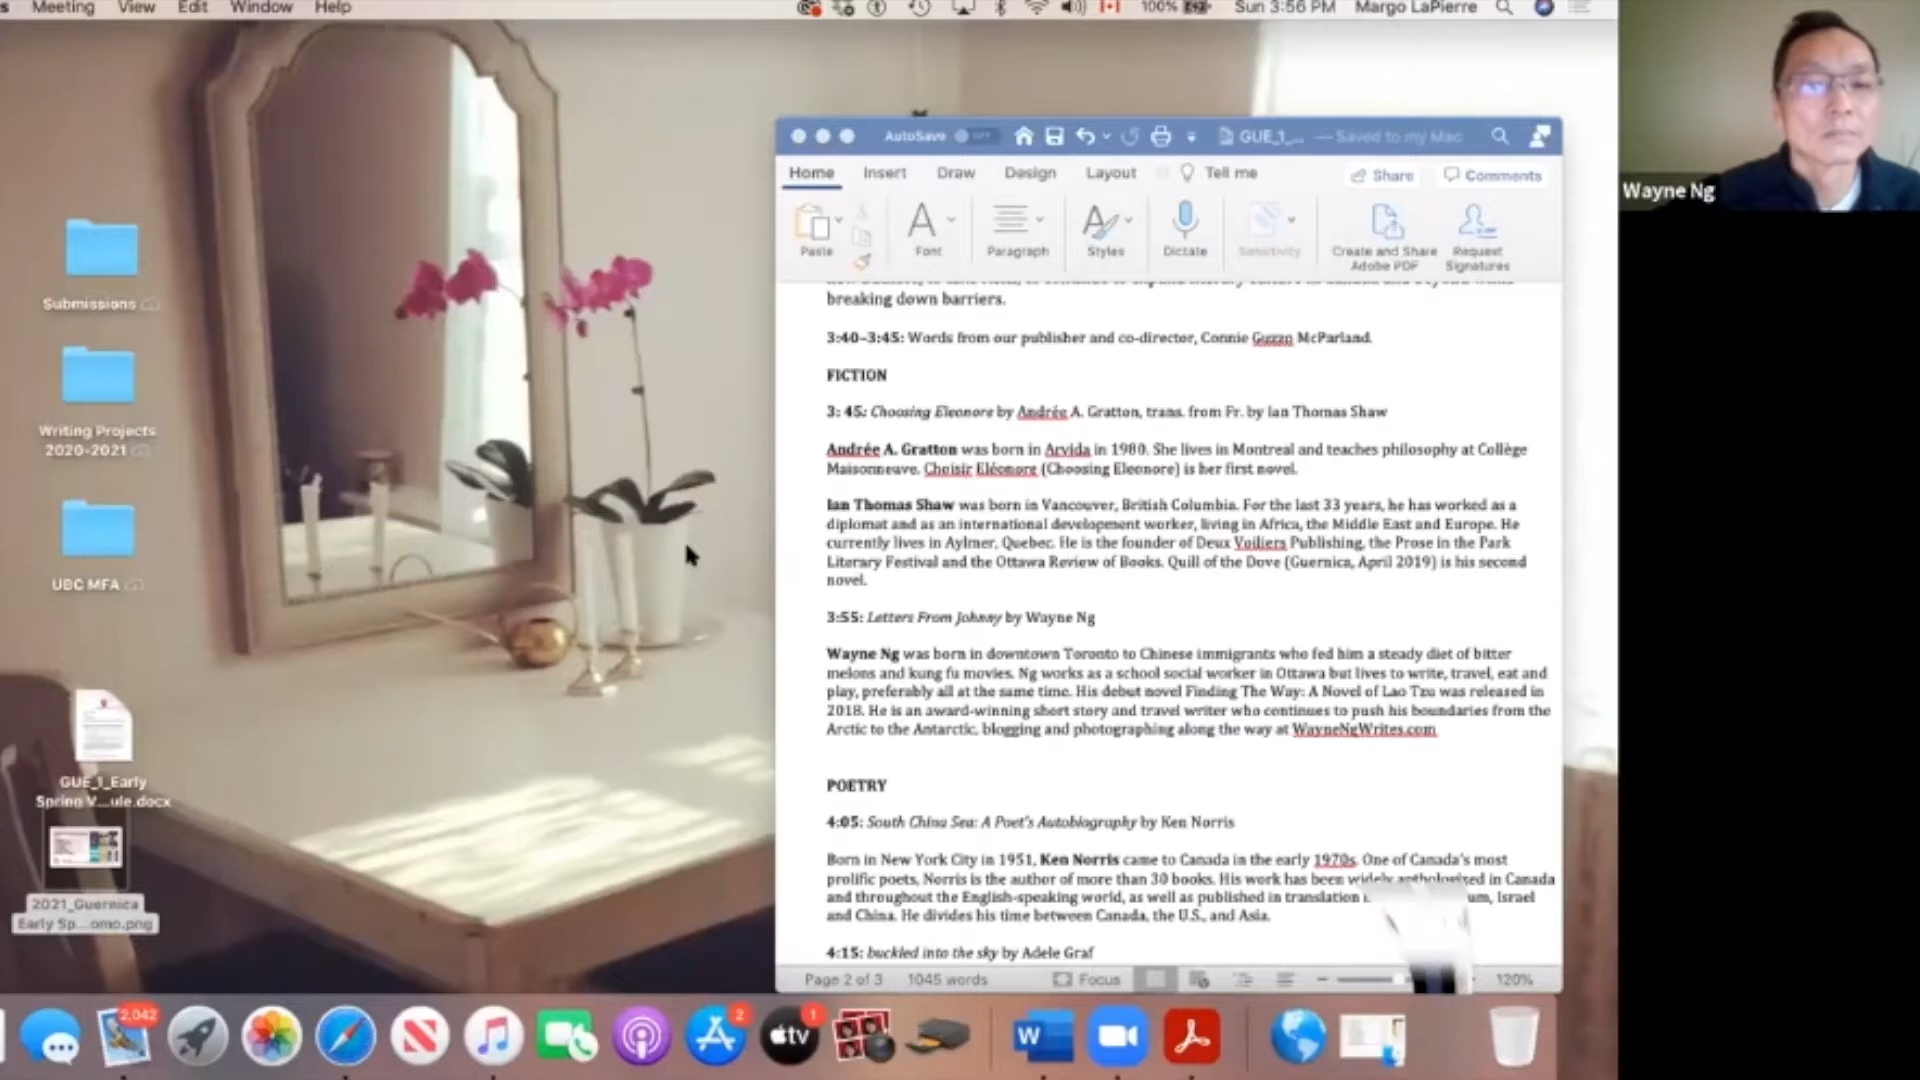 Meeting View Edit Window Help
100% Sun 3:56 PM Margo LaPierre
Wayne Ng
AutoSave OFF GUE_1_... — Saved to my Mac
Home Insert Draw Design Layout Tell me Share Comments
Paste Font Paragraph Styles Dictate Sensitivity Create and Share Adobe PDF Request Signatures
breaking down barriers.
3:40–3:45: Words from our publisher and co-director, Connie Guzzo McParland.
FICTION
3: 45: Choosing Eleonore by Andrée A. Gratton, trans. from Fr. by Ian Thomas Shaw
Andrée A. Gratton was born in Arvida in 1980. She lives in Montreal and teaches philosophy at Collège
Maisonneuve. Choisir Eléonore (Choosing Eleonore) is her first novel.
Ian Thomas Shaw was born in Vancouver, British Columbia. For the last 33 years, he has worked as a
diplomat and as an international development worker, living in Africa, the Middle East and Europe. He
currently lives in Aylmer, Quebec. He is the founder of Deux Voiliers Publishing, the Prose in the Park
Literary Festival and the Ottawa Review of Books. Quill of the Dove (Guernica, April 2019) is his second
novel.
3:55: Letters From Johnny by Wayne Ng
Wayne Ng was born in downtown Toronto to Chinese immigrants who fed him a steady diet of bitter
melons and kung fu movies. Ng works as a school social worker in Ottawa but lives to write, travel, eat and
play, preferably all at the same time. His debut novel Finding The Way: A Novel of Lao Tzu was released in
2018. He is an award-winning short story and travel writer who continues to push his boundaries from the
Arctic to the Antarctic, blogging and photographing along the way at WayneNgWrites.com
POETRY
4:05: South China Sea: A Poet's Autobiography by Ken Norris
Born in New York City in 1951, Ken Norris came to Canada in the early 1970s. One of Canada's most
prolific poets, Norris is the author of more than 30 books. His work has been widely anthologized in Canada
and throughout the English-speaking world, as well as published in translation Israel
and China. He divides his time between Canada, the U.S., and Asia.
4:15: buckled into the sky by Adele Graf
Page 2 of 3 1045 words Focus 120%
Submissions
Writing Projects
2020-2021
UBC MFA
GUE_1_Early
Spring V...ule.docx
2021_Guernica
Early Sp...omo.png
2,042
2
tv
1
W